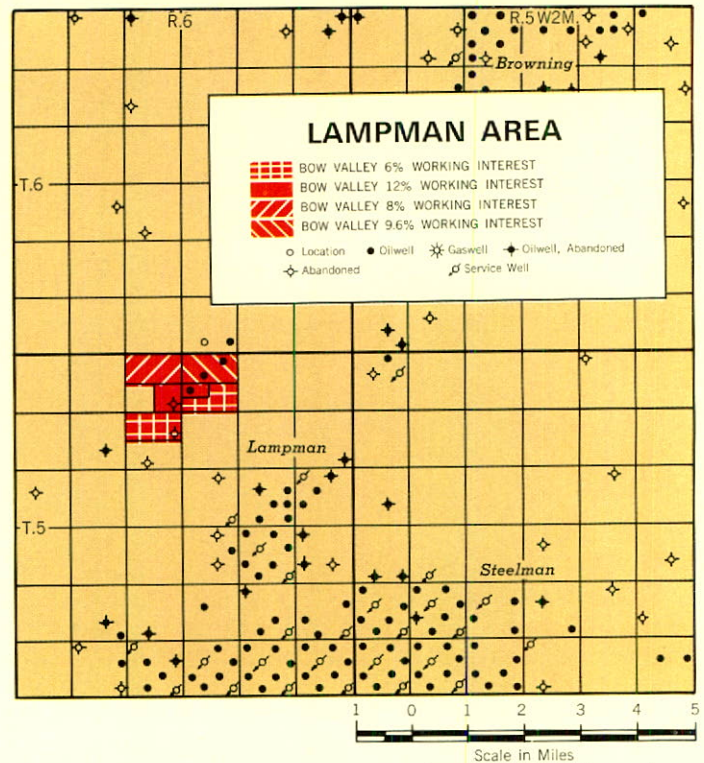 R.6
R.5 W2M.
Browning
LAMPMAN AREA
BOW VALLEY 6% WORKING INTEREST
BOW VALLEY 12% WORKING INTEREST
BOW VALLEY 8% WORKING INTEREST
BOW VALLEY 9.6% WORKING INTEREST
Location Oilwell Gaswell Oilwell, Abandoned
Abandoned Service Well
T.6
Lampman
T.5
Steelman
1 0 1 2 3 4 5
Scale in Miles